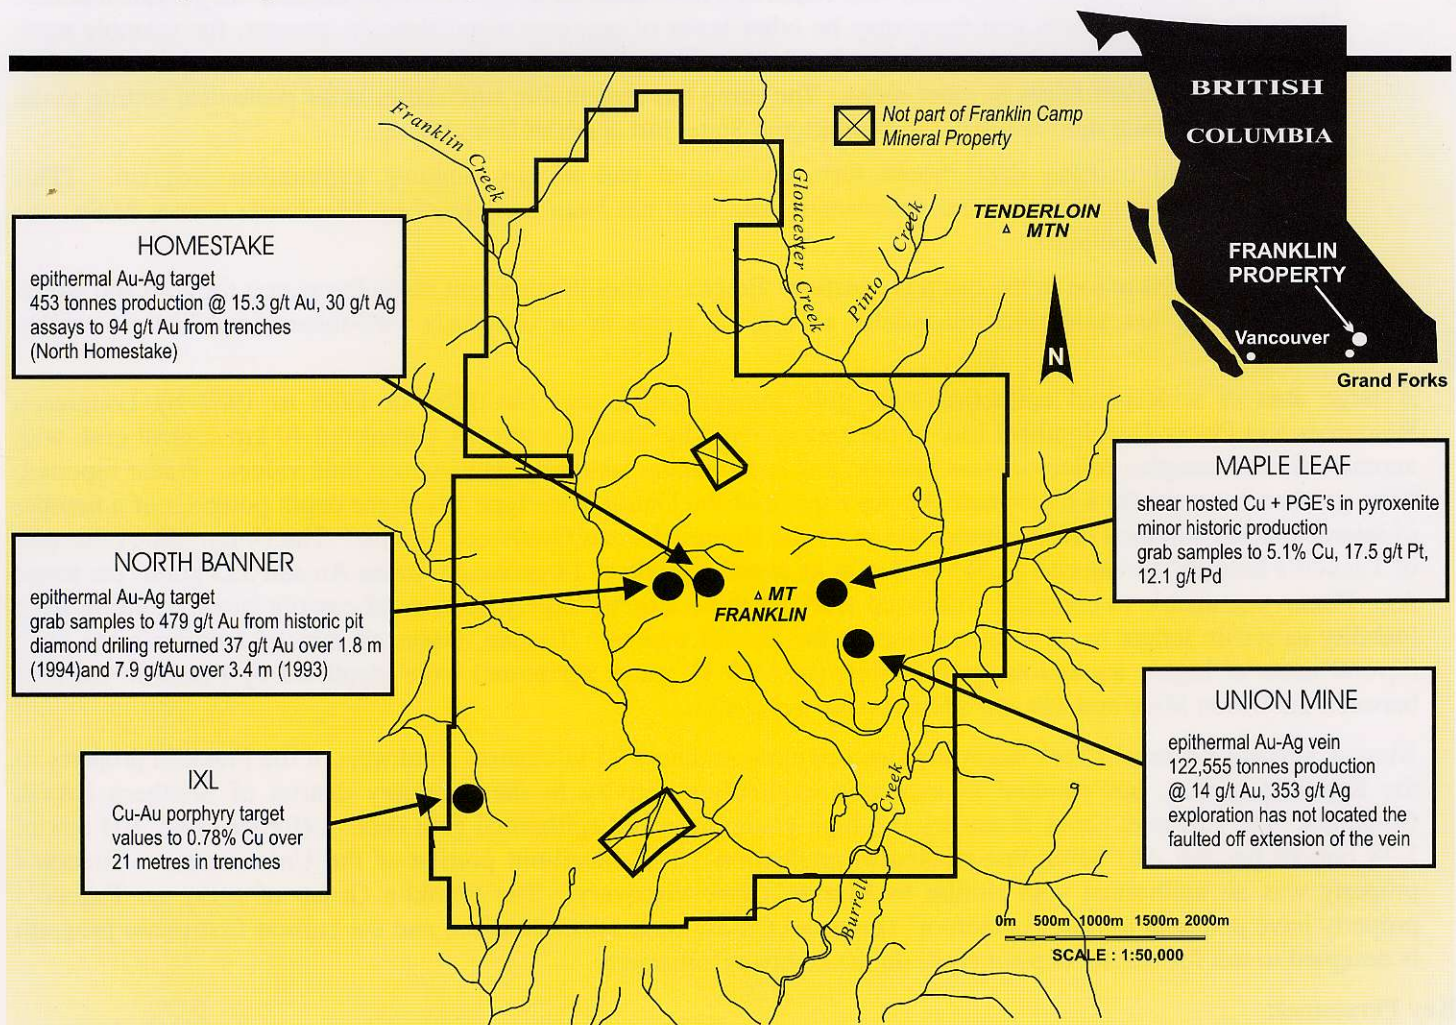 BRITISH
COLUMBIA
FRANKLIN
PROPERTY
Vancouver
Grand Forks
Not part of Franklin Camp
Mineral Property
Franklin Creek
Gloucester Creek
Pinto Creek
TENDERLOIN
MTN
N
HOMESTAKE
epithermal Au-Ag target
453 tonnes production @ 15.3 g/t Au, 30 g/t Ag
assays to 94 g/t Au from trenches
(North Homestake)
MAPLE LEAF
shear hosted Cu + PGE's in pyroxenite
minor historic production
grab samples to 5.1% Cu, 17.5 g/t Pt,
12.1 g/t Pd
NORTH BANNER
epithermal Au-Ag target
grab samples to 479 g/t Au from historic pit
diamond driling returned 37 g/t Au over 1.8 m
(1994)and 7.9 g/tAu over 3.4 m (1993)
MT
FRANKLIN
UNION MINE
epithermal Au-Ag vein
122,555 tonnes production
@ 14 g/t Au, 353 g/t Ag
exploration has not located the
faulted off extension of the vein
IXL
Cu-Au porphyry target
values to 0.78% Cu over
21 metres in trenches
Burrell Creek
0m 500m 1000m 1500m 2000m
SCALE : 1:50,000